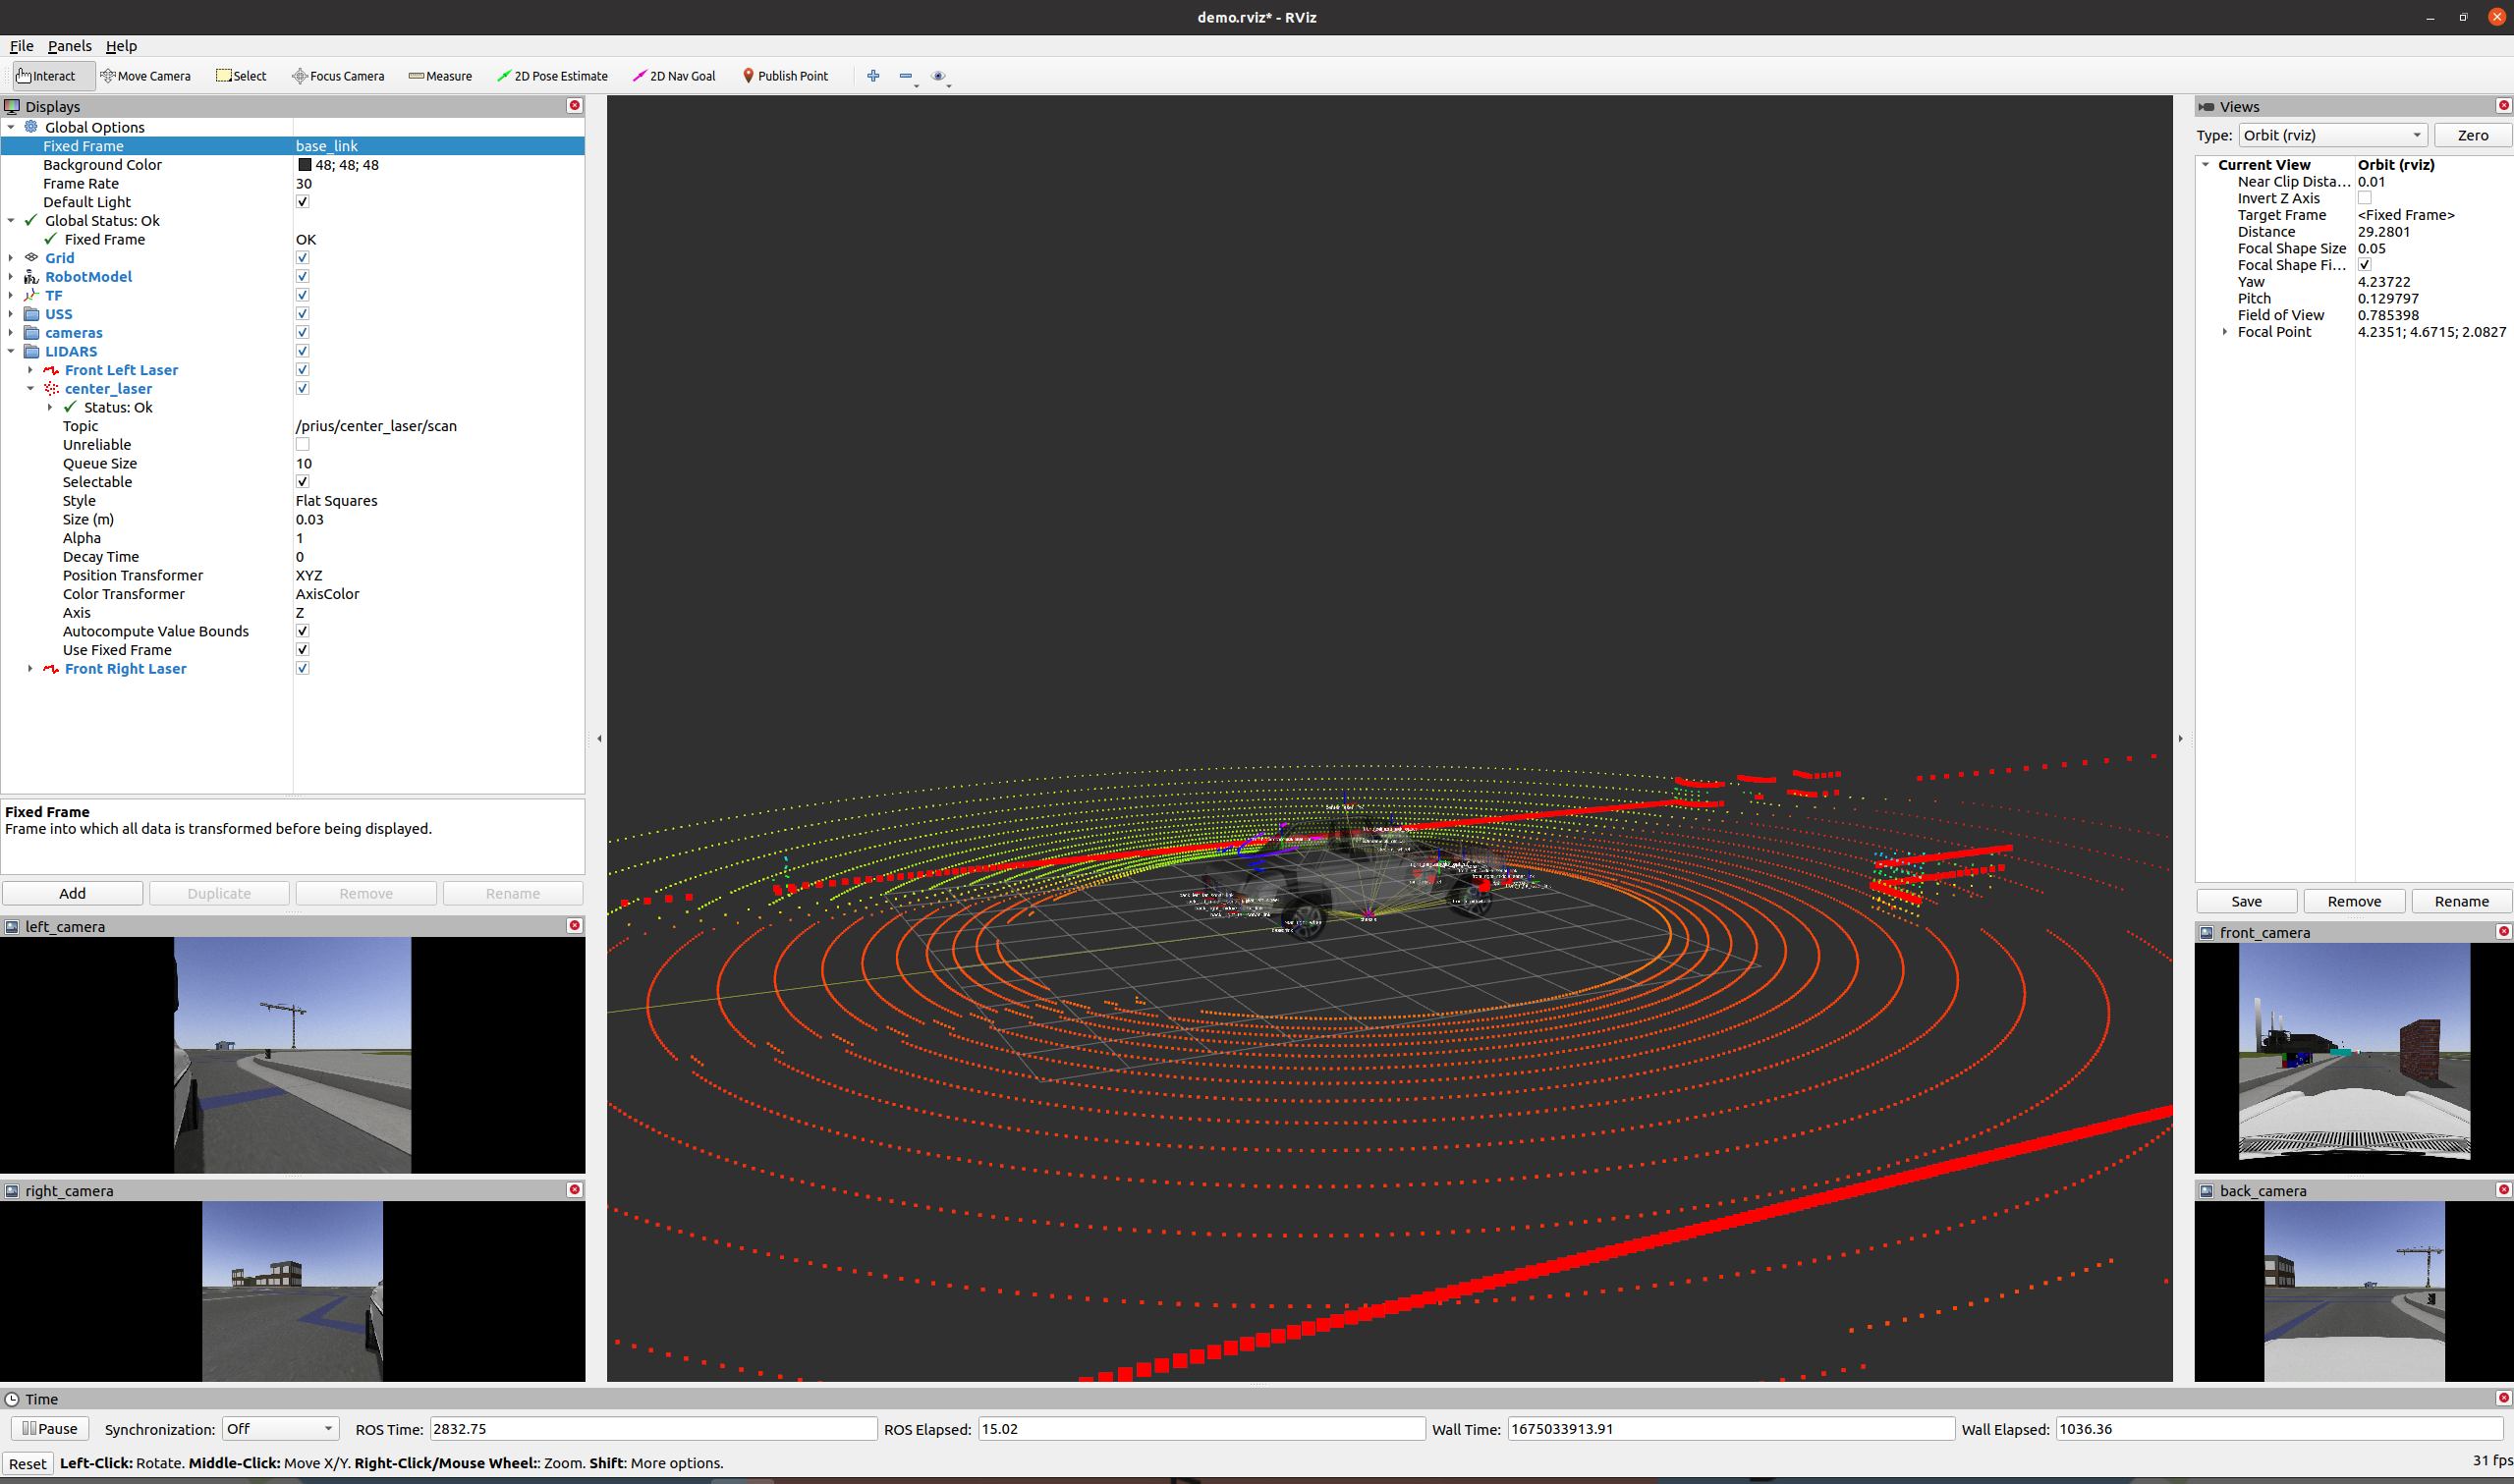 demo.rviz* - RViz
File Panels Help
Interact Move Camera Select Focus Camera Measure 2D Pose Estimate 2D Nav Goal Publish Point
Displays
Global Options
Fixed Frame base_link
Background Color 48; 48; 48
Frame Rate 30
Default Light
Global Status: Ok
Fixed Frame OK
Grid
RobotModel
TF
USS
cameras
LIDARS
Front Left Laser
center_laser
Status: Ok
Topic /prius/center_laser/scan
Unreliable
Queue Size 10
Selectable
Style Flat Squares
Size (m) 0.03
Alpha 1
Decay Time 0
Position Transformer XYZ
Color Transformer AxisColor
Axis Z
Autocompute Value Bounds
Use Fixed Frame
Front Right Laser
Fixed Frame
Frame into which all data is transformed before being displayed.
Add Duplicate Remove Rename
left_camera
right_camera
Views
Type: Orbit (rviz) Zero
Current View Orbit (rviz)
Near Clip Dista... 0.01
Invert Z Axis
Target Frame <Fixed Frame>
Distance 29.2801
Focal Shape Size 0.05
Focal Shape Fi...
Yaw 4.23722
Pitch 0.129797
Field of View 0.785398
Focal Point 4.2351; 4.6715; 2.0827
Save Remove Rename
front_camera
back_camera
Time
Pause Synchronization: Off ROS Time: 2832.75 ROS Elapsed: 15.02 Wall Time: 1675033913.91 Wall Elapsed: 1036.36
Reset Left-Click: Rotate. Middle-Click: Move X/Y. Right-Click/Mouse Wheel:: Zoom. Shift: More options. 31 fps